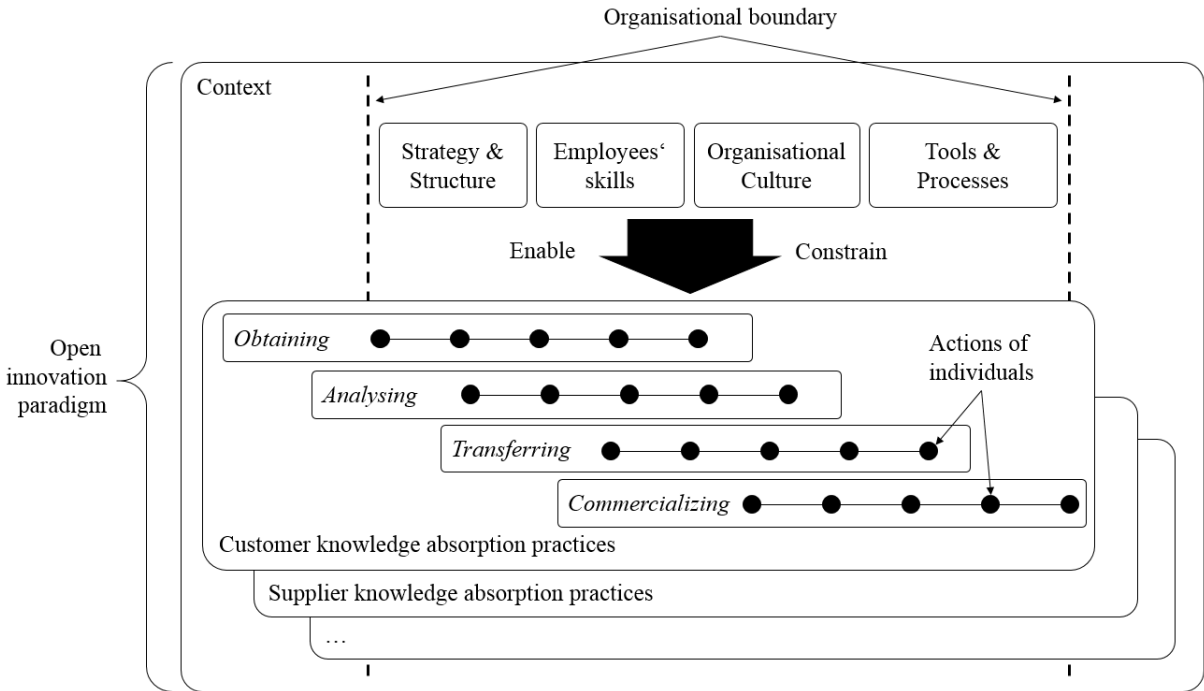 Organisational boundary
Context
Strategy &
Structure
Employees‘
skills
Organisational
Culture
Tools &
Processes
Enable
Constrain
Open
innovation
paradigm
Obtaining
Actions of
individuals
Analysing
Transferring
Commercializing
Customer knowledge absorption practices
Supplier knowledge absorption practices
…